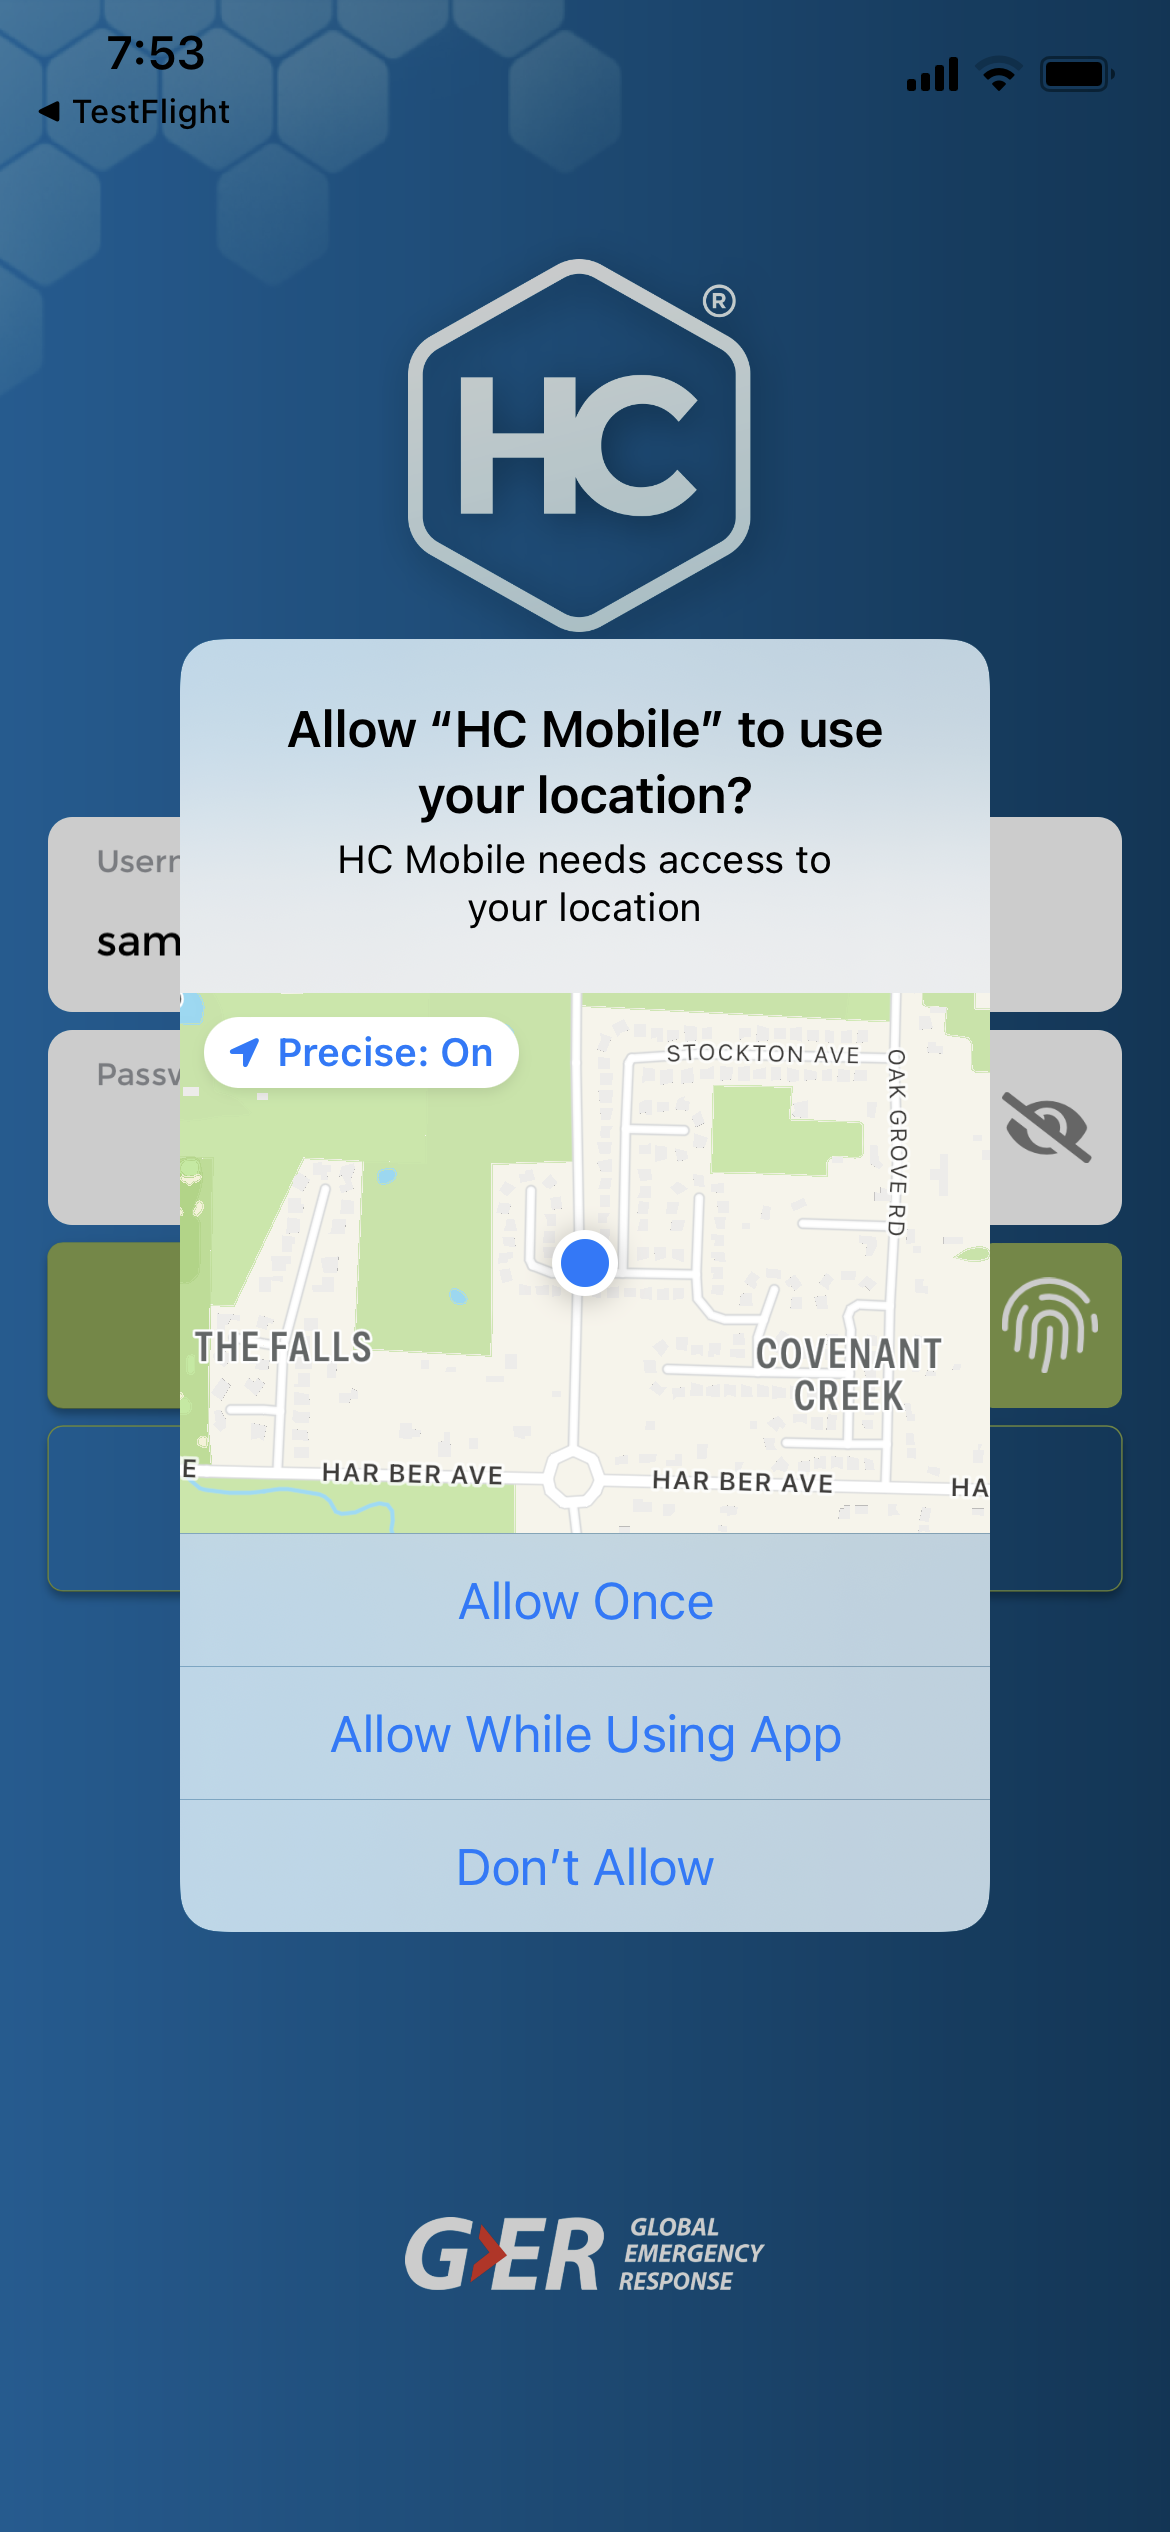 7:53
◀ TestFlight
HC®
Allow “HC Mobile” to use
your location?
HC Mobile needs access to
your location
Usern
sam
Passw
Precise: On
STOCKTON AVE
OAK GROVE RD
THE FALLS
COVENANT
CREEK
E
HAR BER AVE
HAR BER AVE
HA
Allow Once
Allow While Using App
Don’t Allow
GER GLOBAL
EMERGENCY
RESPONSE